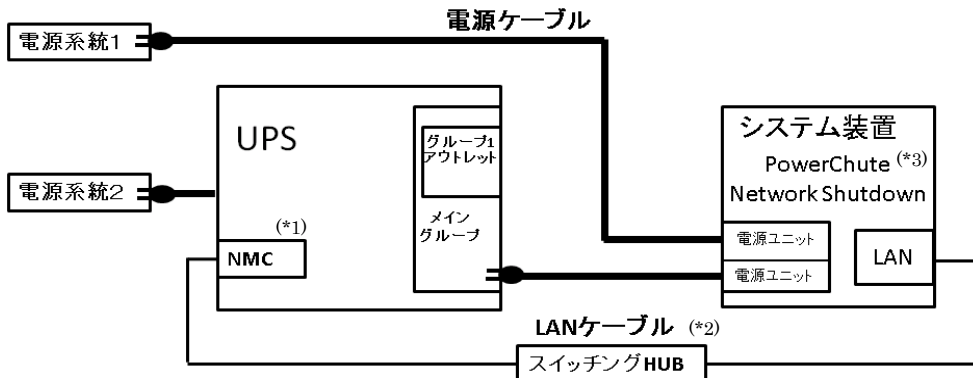 電源ケーブル
電源系統1
UPS
グループ1
アウトレット
システム装置
PowerChute (*3)
Network Shutdown
電源系統2
メイン
グループ
(*1)
NMC
電源ユニット
電源ユニット
LAN
LANケーブル (*2)
スイッチングHUB